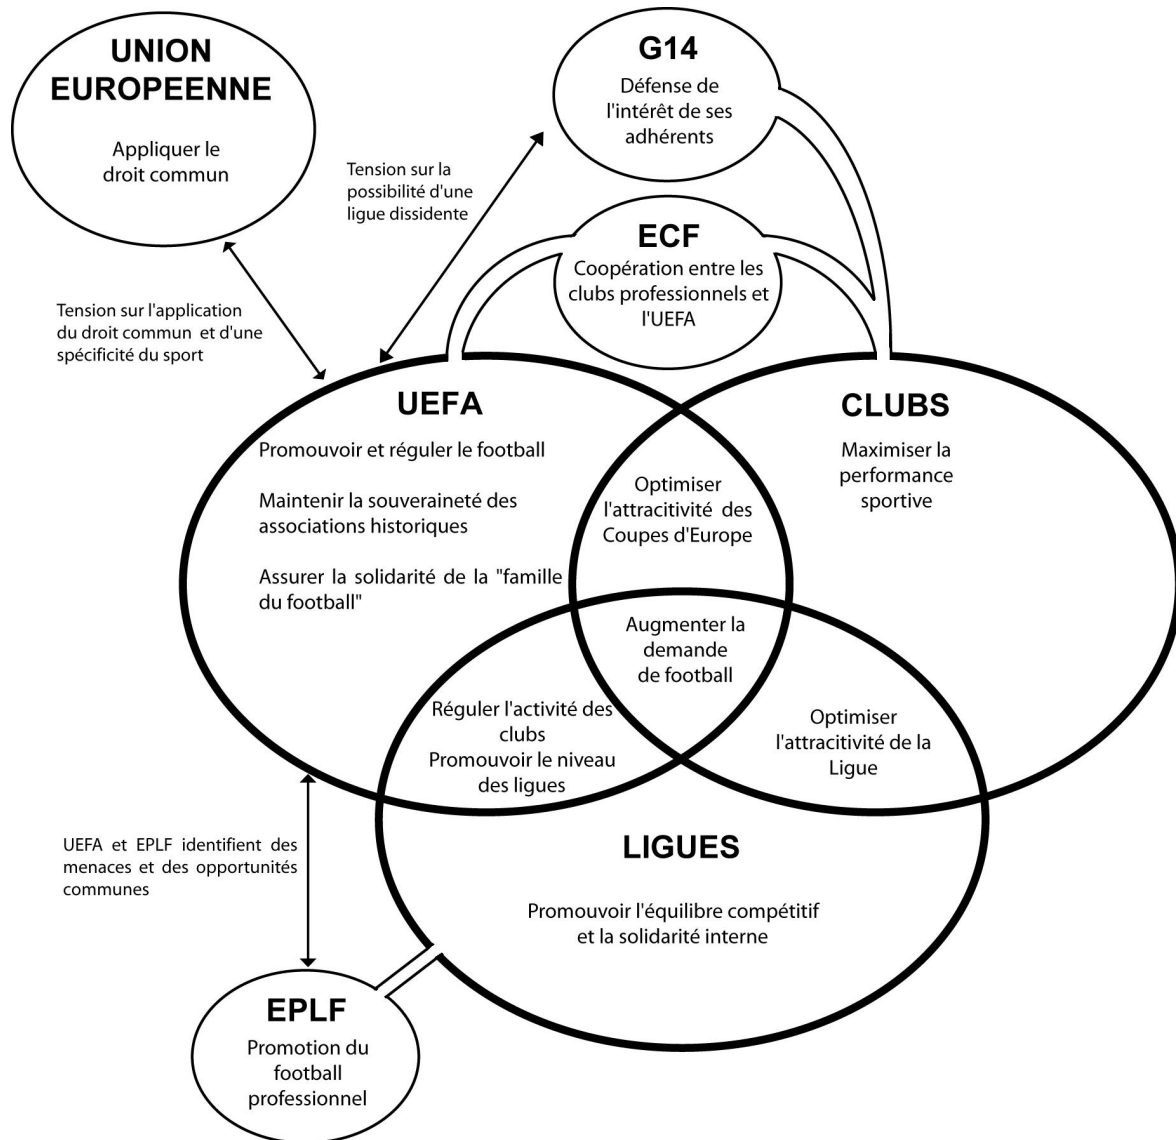 UNION
EUROPEENNE
Appliquer le
droit commun
G14
Défense de
l'intérêt de ses
adhérents
Tension sur la
possibilité d'une
ligue dissidente
ECF
Coopération entre les
clubs professionnels et
l'UEFA
Tension sur l'application
du droit commun et d'une
spécificité du sport
UEFA
Promouvoir et réguler le football
Maintenir la souveraineté des
associations historiques
Assurer la solidarité de la "famille
du football"
CLUBS
Maximiser la
performance
sportive
Optimiser
l'attracitivité des
Coupes d'Europe
Augmenter la
demande
de football
Réguler l'activité des
clubs
Promouvoir le niveau
des ligues
Optimiser
l'attracitivité de la
Ligue
UEFA et EPLF identifient des
menaces et des opportunités
communes
LIGUES
Promouvoir l'équilibre compétitif
et la solidarité interne
EPLF
Promotion du
football
professionnel